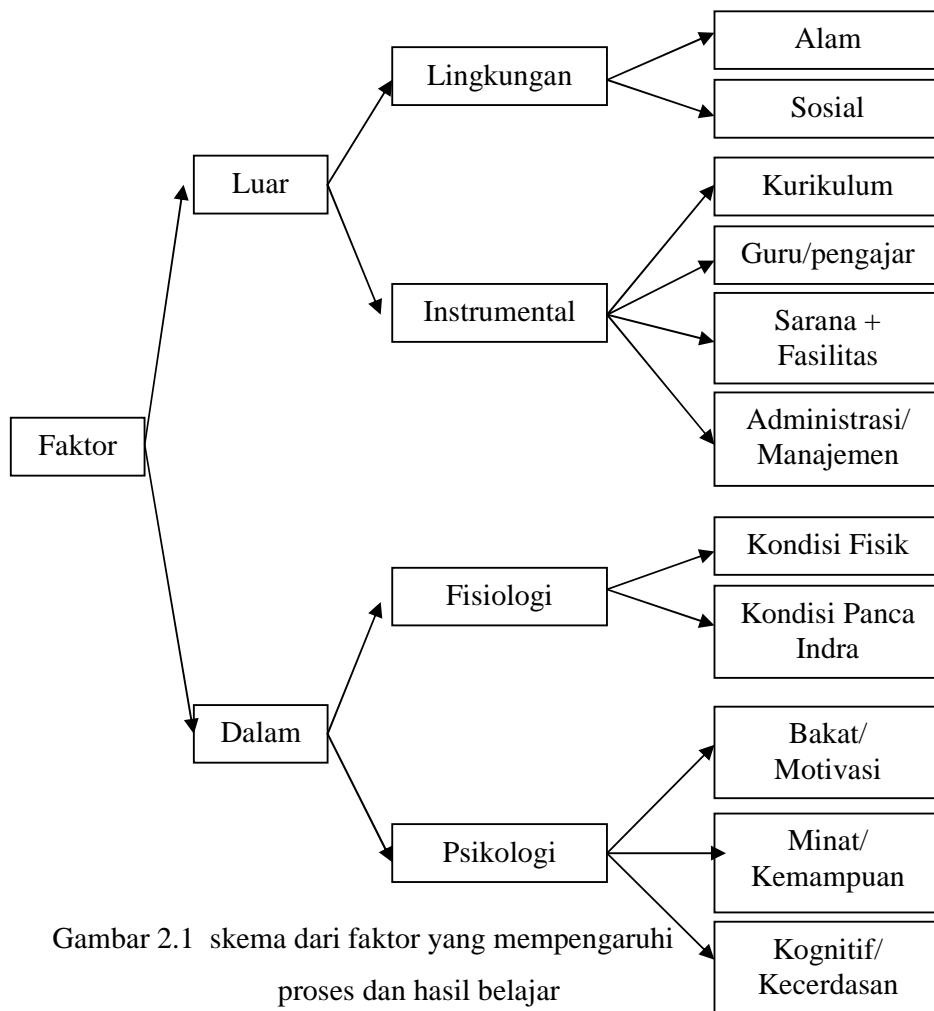 Alam
Lingkungan
Sosial
Luar
Kurikulum
Guru/pengajar
Instrumental
Sarana +
Fasilitas
Administrasi/
Manajemen
Faktor
Kondisi Fisik
Fisiologi
Kondisi Panca
Indra
Dalam
Bakat/
Motivasi
Psikologi
Minat/
Kemampuan
Kognitif/
Kecerdasan
Gambar 2.1 skema dari faktor yang mempengaruhi
proses dan hasil belajar